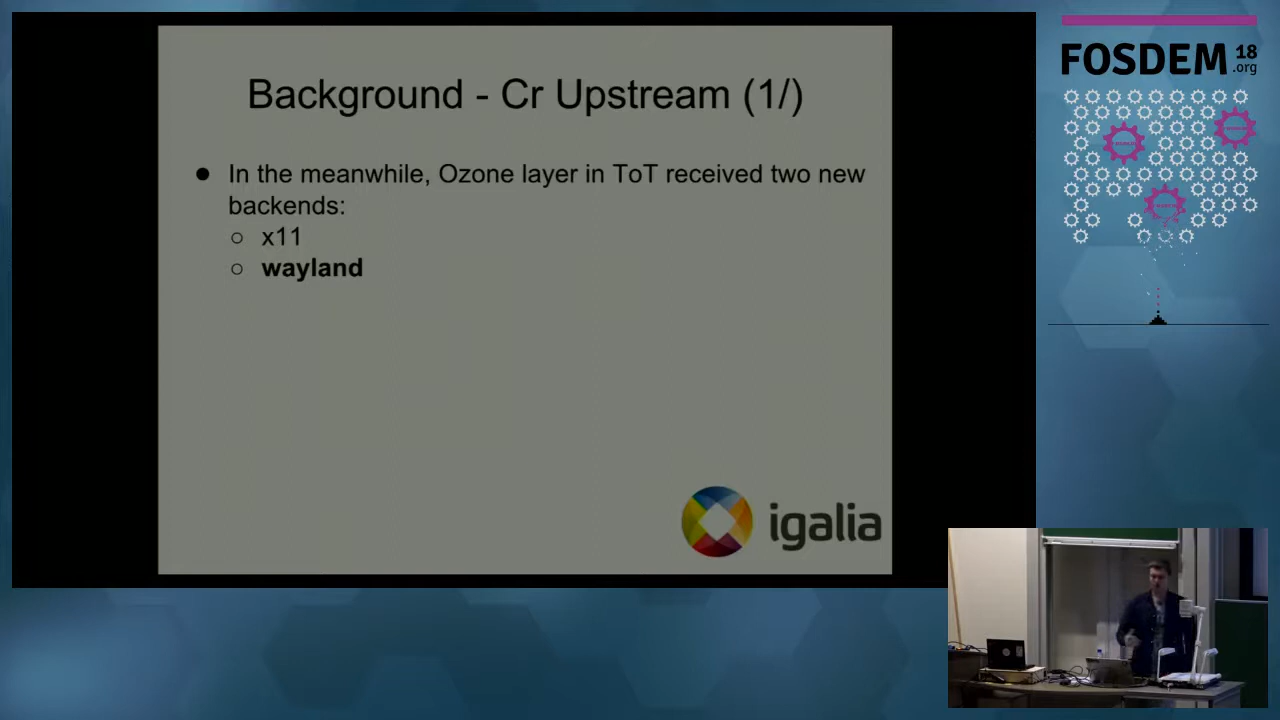 Background - Cr Upstream (1/)
● In the meanwhile, Ozone layer in ToT received two new
backends:
○ x11
○ wayland
igalia
FOSDEM 18
.org